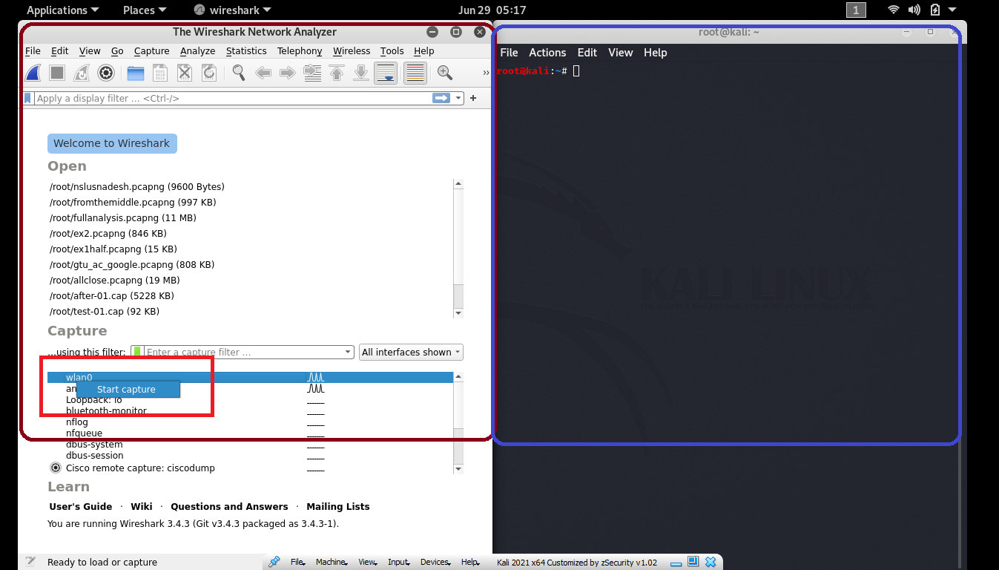 Applications Places wireshark Jun 29 05:17 1
The Wireshark Network Analyzer
File Edit View Go Capture Analyze Statistics Telephony Wireless Tools Help
Apply a display filter ... <Ctrl-/>
Welcome to Wireshark
Open
/root/nslusnadesh.pcapng (9600 Bytes)
/root/fromthemiddle.pcapng (997 KB)
/root/fullanalysis.pcapng (11 MB)
/root/ex2.pcapng (846 KB)
/root/ex1half.pcapng (15 KB)
/root/gtu_ac_google.pcapng (808 KB)
/root/allclose.pcapng (19 MB)
/root/after-01.cap (5228 KB)
/root/test-01.cap (92 KB)
Capture
...using this filter: Enter a capture filter ... All interfaces shown
wlan0
an
Start capture
Loopback: lo
bluetooth-monitor
nflog
nfqueue
dbus-system
dbus-session
Cisco remote capture: ciscodump
Learn
User's Guide · Wiki · Questions and Answers · Mailing Lists
You are running Wireshark 3.4.3 (Git v3.4.3 packaged as 3.4.3-1).
Ready to load or capture
root@kali: ~
File Actions Edit View Help
root@kali:~#
KALI LINUX
File Machine View Input Devices Help Kali 2021 x64 Customized by zSecurity v1.02